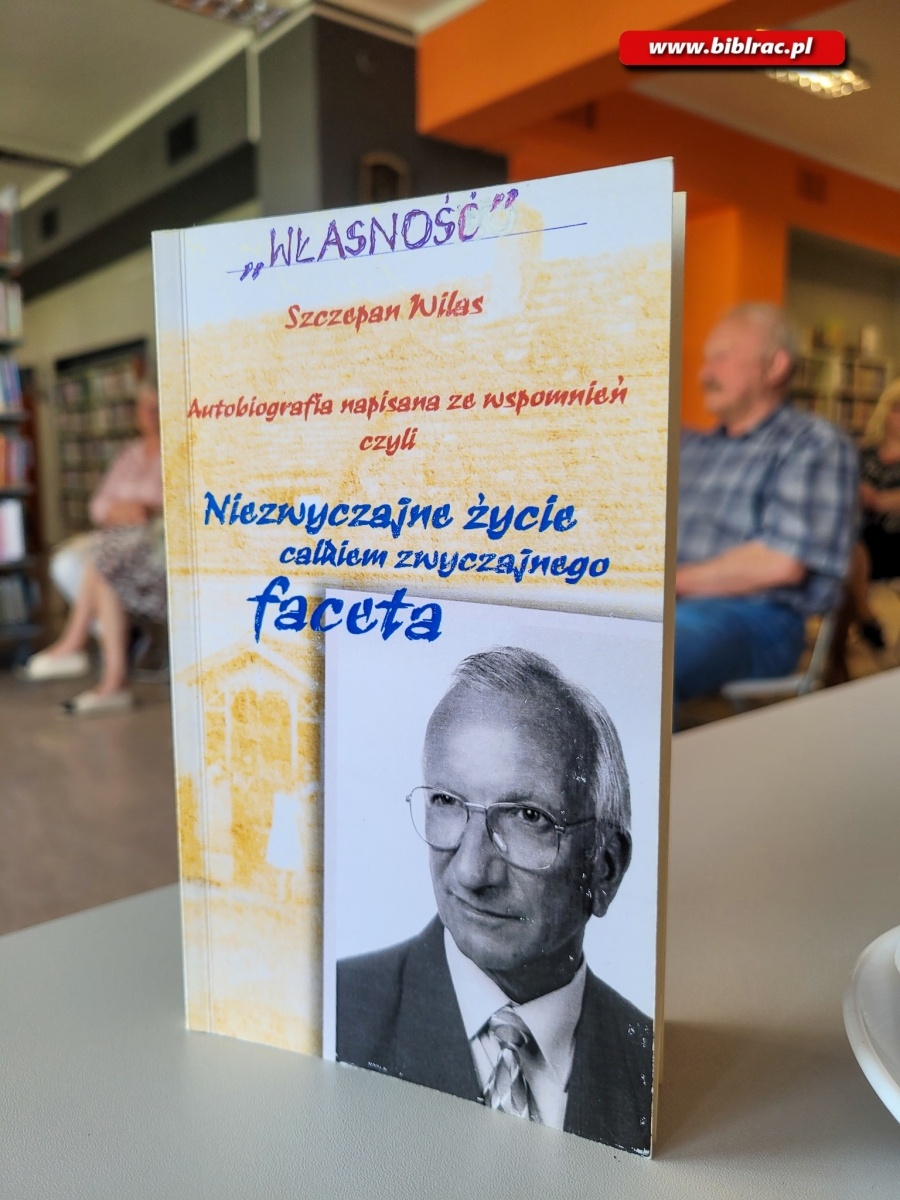 www.biblrac.pl
„WŁASNOŚĆ”
Szczepan Wilas
Autobiografia napisana ze wspomnień
czyli
Niezwyczajne życie
całkiem zwyczajnego
faceta